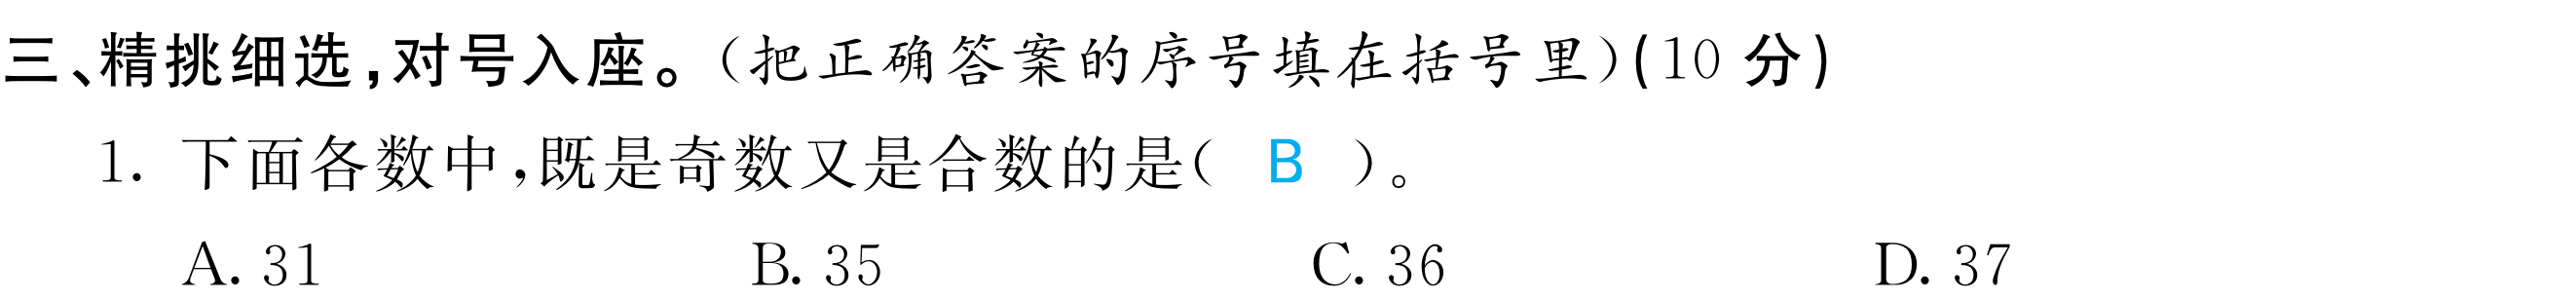 三、精挑细选,对号入座。(把正确答案的序号填在括号里)(10 分)
1. 下面各数中,既是奇数又是合数的是( B )。
A. 31 B. 35 C. 36 D. 37